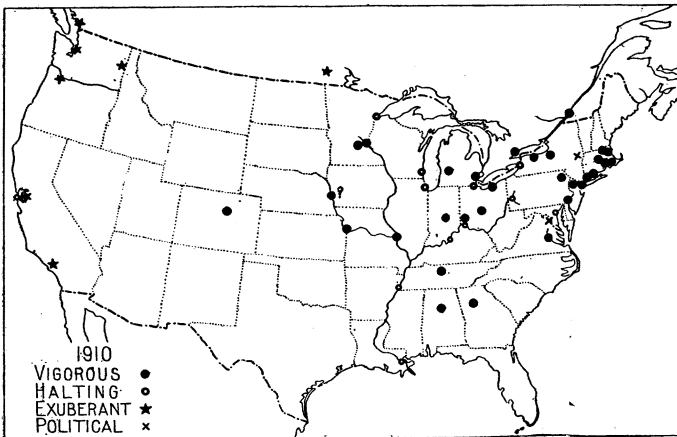 1910
VIGOROUS ●
HALTING o
EXUBERANT ★
POLITICAL ×